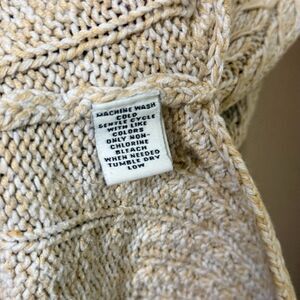 MACHINE WASH
COLD
GENTLE CYCLE
WITH LIKE
COLORS
ONLY NON-
CHLORINE
BLEACH
WHEN NEEDED
TUMBLE DRY
LOW